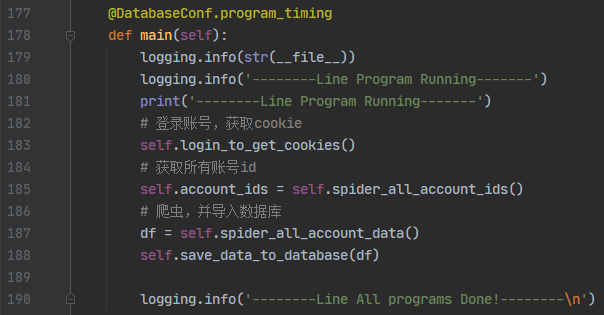 177 @DatabaseConf.program_timing
178 def main(self):
179 logging.info(str(__file__))
180 logging.info('--------Line Program Running-------')
181 print('--------Line Program Running-------')
182 # 登录账号，获取cookie
183 self.login_to_get_cookies()
184 # 获取所有账号id
185 self.account_ids = self.spider_all_account_ids()
186 # 爬虫，并导入数据库
187 df = self.spider_all_account_data()
188 self.save_data_to_database(df)
189
190 logging.info('--------Line All programs Done!--------\n')